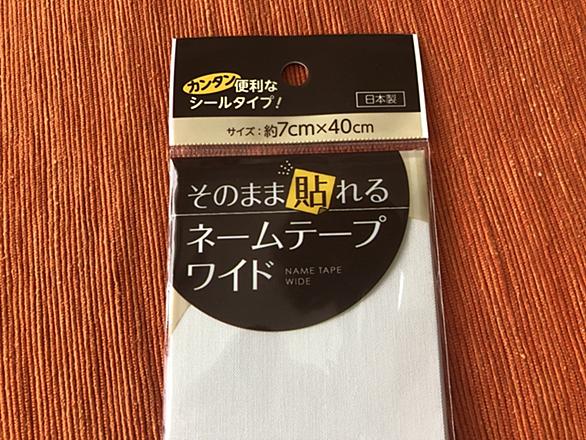 カンタン便利な
シールタイプ!
日本製
サイズ:約7cm×40cm
そのまま貼れる
ネームテープ
ワイド
NAME TAPE
WIDE